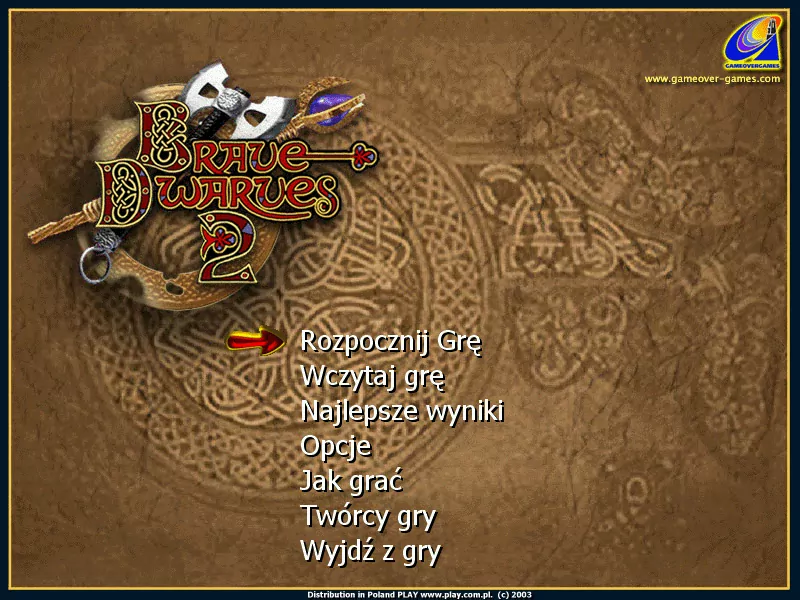 GAMEOVERGAMES
www.gameover-games.com
BRAVE
DWARVES
2
Rozpocznij Grę
Wczytaj grę
Najlepsze wyniki
Opcje
Jak grać
Twórcy gry
Wyjdź z gry
Distribution in Poland PLAY www.play.com.pl. (c) 2003